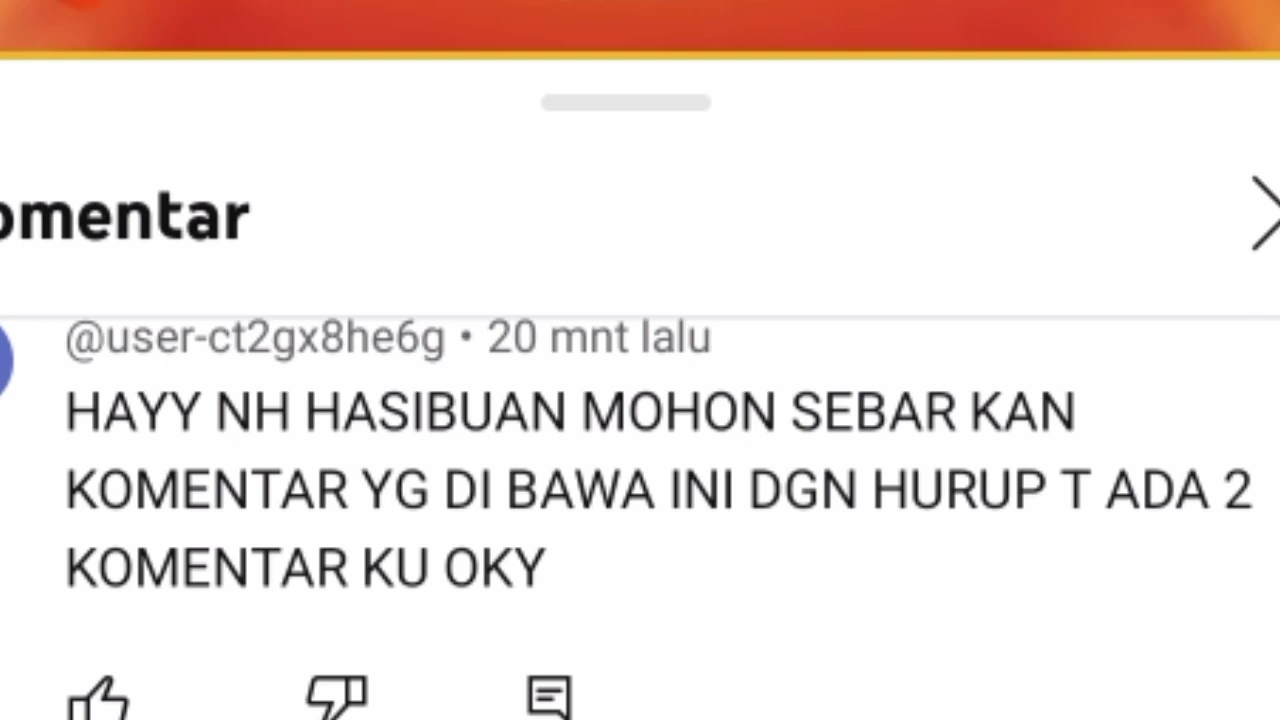 omentar
@user-ct2gx8he6g • 20 mnt lalu
HAYY NH HASIBUAN MOHON SEBAR KAN
KOMENTAR YG DI BAWA INI DGN HURUP T ADA 2
KOMENTAR KU OKY